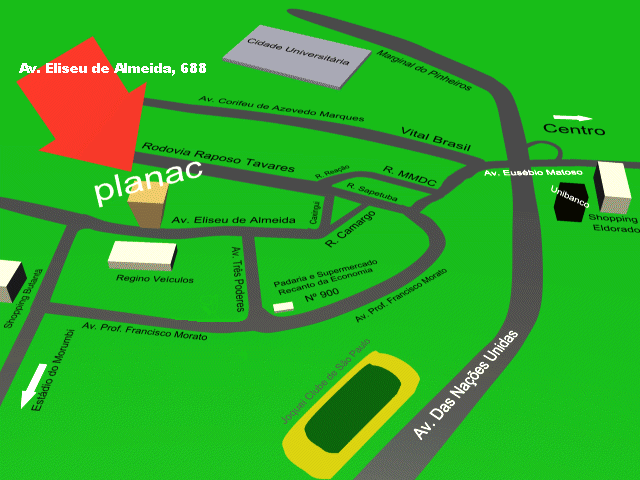 Cidade Universitária
Marginal do Pinheiros
Av. Eliseu de Almeida, 688
Av. Corifeu de Azevedo Marques
Vital Brasil
Centro
Rodovia Raposo Tavares
R. Reação
R. MMDC
Av. Eusébio Matoso
planac
R. Sapetuba
Unibanco
Shopping
Eldorado
Av. Eliseu de Almeida
Caxingui
R. Camargo
Av. Três Poderes
Regino Veículos
Padaria e Supermercado
Recanto da Economia
Nº 900
Shopping Butantã
Av. Prof. Francisco Morato
Av. Prof. Francisco Morato
Estádio do Morumbi
Joquei Clube de São Paulo
Av. Das Nações Unidas